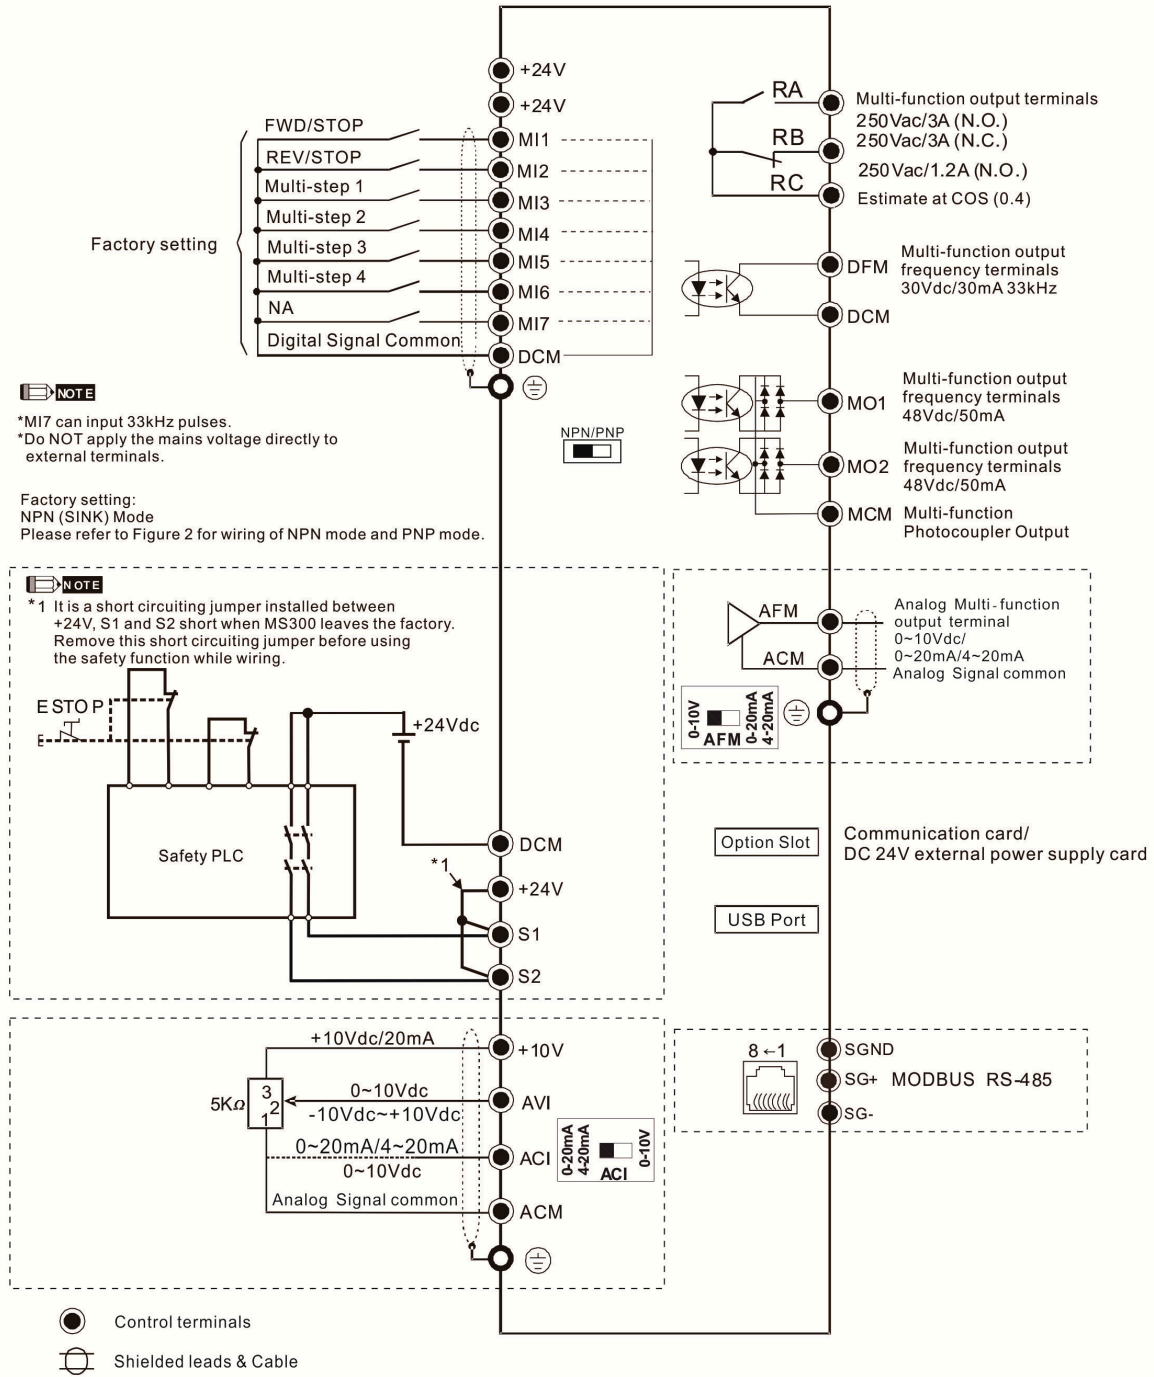 +24V
+24V
FWD/STOP
MI1
REV/STOP
MI2
Multi-step 1
MI3
Multi-step 2
MI4
Multi-step 3
MI5
Multi-step 4
MI6
NA
MI7
Digital Signal Common
DCM
Factory setting
NOTE
*MI7 can input 33kHz pulses.
*Do NOT apply the mains voltage directly to
external terminals.
NPN/PNP
Factory setting:
NPN (SINK) Mode
Please refer to Figure 2 for wiring of NPN mode and PNP mode.
RA
RB
RC
Multi-function output terminals
250Vac/3A (N.O.)
250Vac/3A (N.C.)
250Vac/1.2A (N.O.)
Estimate at COS (0.4)
DFM
Multi-function output
frequency terminals
30Vdc/30mA 33kHz
DCM
MO1
Multi-function output
frequency terminals
48Vdc/50mA
MO2
Multi-function output
frequency terminals
48Vdc/50mA
MCM
Multi-function
Photocoupler Output
NOTE
*1 It is a short circuiting jumper installed between
+24V, S1 and S2 short when MS300 leaves the factory.
Remove this short circuiting jumper before using
the safety function while wiring.
ESTOP
E
+24Vdc
Safety PLC
*1
DCM
+24V
S1
S2
AFM
ACM
Analog Multi-function
output terminal
0~10Vdc/
0~20mA/4~20mA
Analog Signal common
0-10V
AFM
0-20mA
4-20mA
Option Slot
Communication card/
DC 24V external power supply card
USB Port
+10Vdc/20mA
+10V
5KΩ
3
2
1
0~10Vdc
-10Vdc~+10Vdc
AVI
0~20mA/4~20mA
0~10Vdc
ACI
Analog Signal common
ACM
0-20mA
4-20mA
ACI
0-10V
8←1
SGND
SG+
MODBUS RS-485
SG-
Control terminals
Shielded leads & Cable